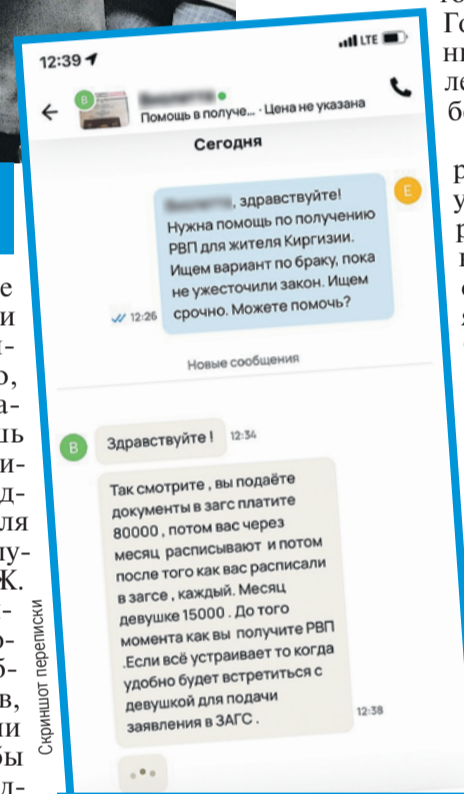 12:39
LTE
В
Помощь в получе... · Цена не указана
Сегодня
, здравствуйте!
Нужна помощь по получению
РВП для жителя Киргизии.
Ищем вариант по браку, пока
не ужесточили закон. Ищем
срочно. Можете помочь?
12:26
Е
Новые сообщения
В
Здравствуйте !
12:34
Так смотрите , вы подаёте
документы в загс платите
80000 , потом вас через
месяц расписывают и потом
после того как вас расписали
в загсе , каждый. Месяц
девушке 15000 . До того
момента как вы получите РВП
.Если всё устраивает то когда
удобно будет встретиться с
девушкой для подачи
заявления в ЗАГС .
12:38
Скриншот переписки